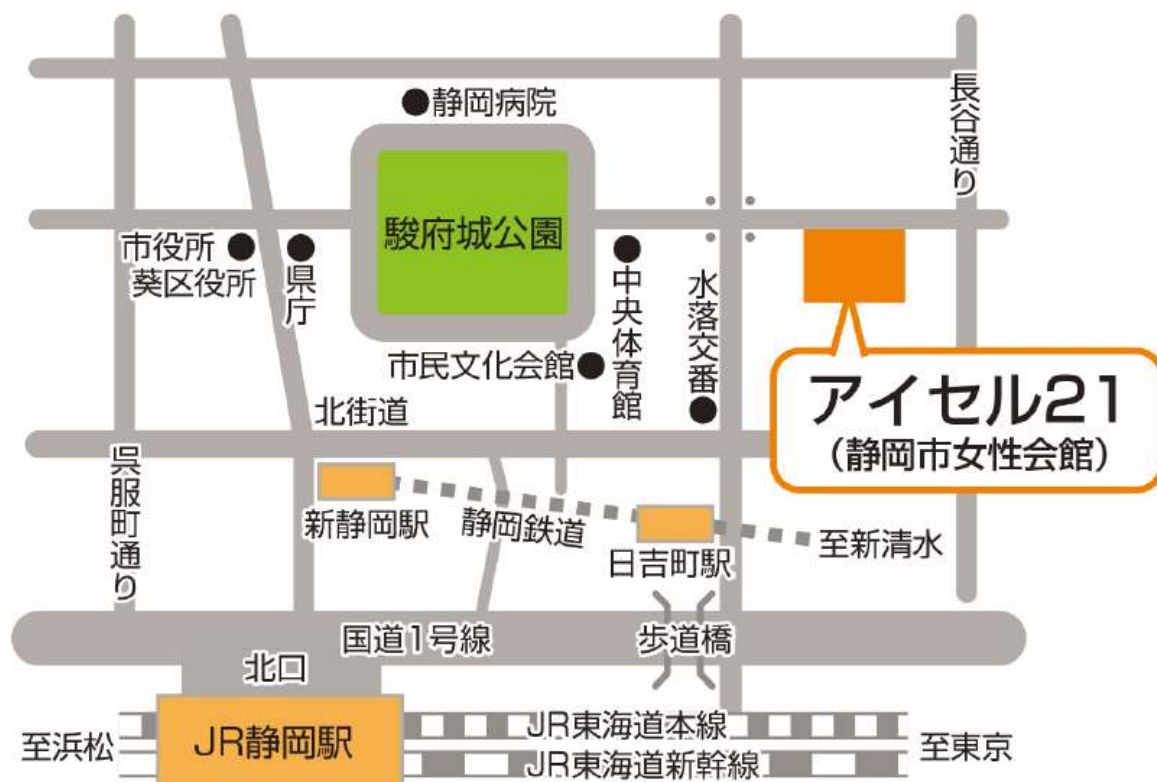 静岡病院
長谷通り
駿府城公園
市役所
葵区役所
県庁
中央体育館
水落交番
市民文化会館
アイセル21
(静岡市女性会館)
北街道
呉服町通り
新静岡駅
静岡鉄道
日吉町駅
至新清水
国道1号線
歩道橋
北口
JR静岡駅
至浜松
JR東海道本線
JR東海道新幹線
至東京